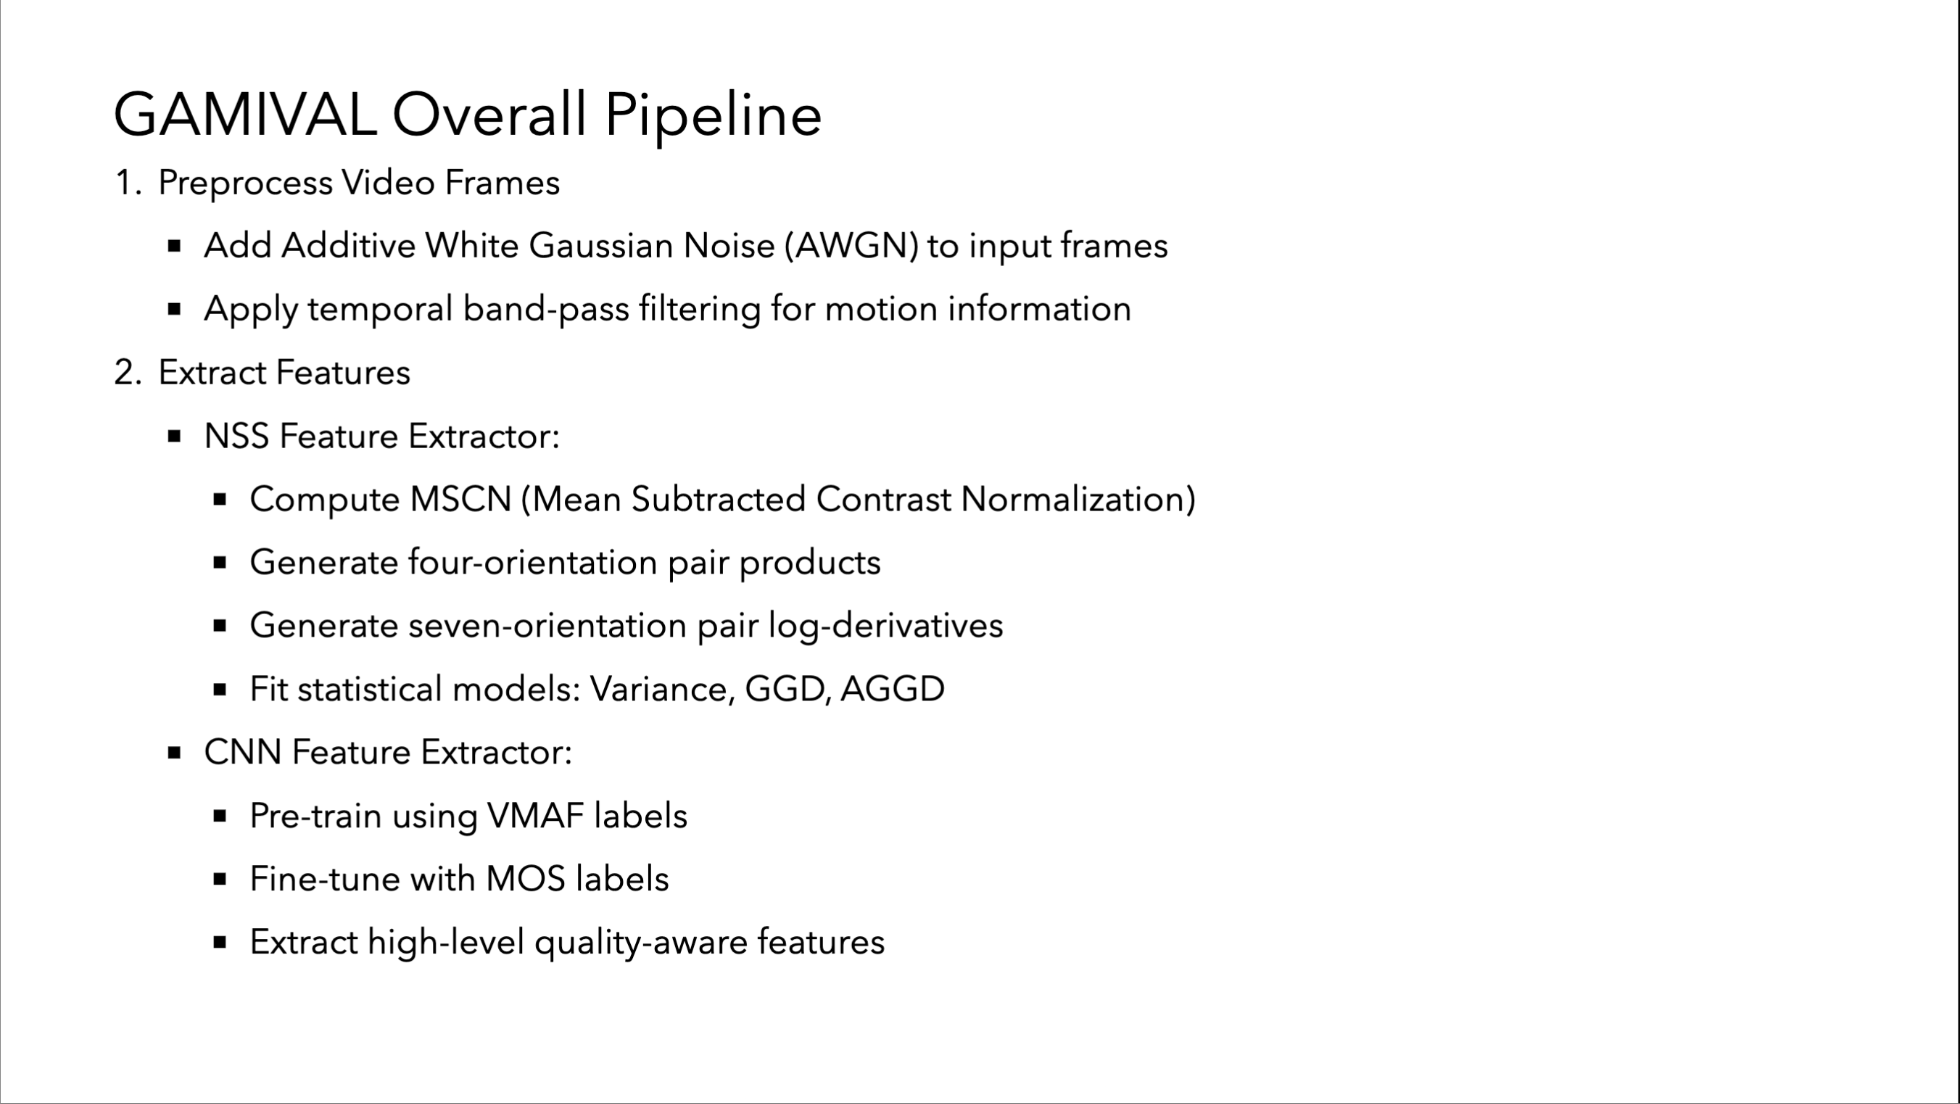 GAMIVAL Overall Pipeline
1. Preprocess Video Frames
▪ Add Additive White Gaussian Noise (AWGN) to input frames
▪ Apply temporal band-pass filtering for motion information
2. Extract Features
▪ NSS Feature Extractor:
▪ Compute MSCN (Mean Subtracted Contrast Normalization)
▪ Generate four-orientation pair products
▪ Generate seven-orientation pair log-derivatives
▪ Fit statistical models: Variance, GGD, AGGD
▪ CNN Feature Extractor:
▪ Pre-train using VMAF labels
▪ Fine-tune with MOS labels
▪ Extract high-level quality-aware features